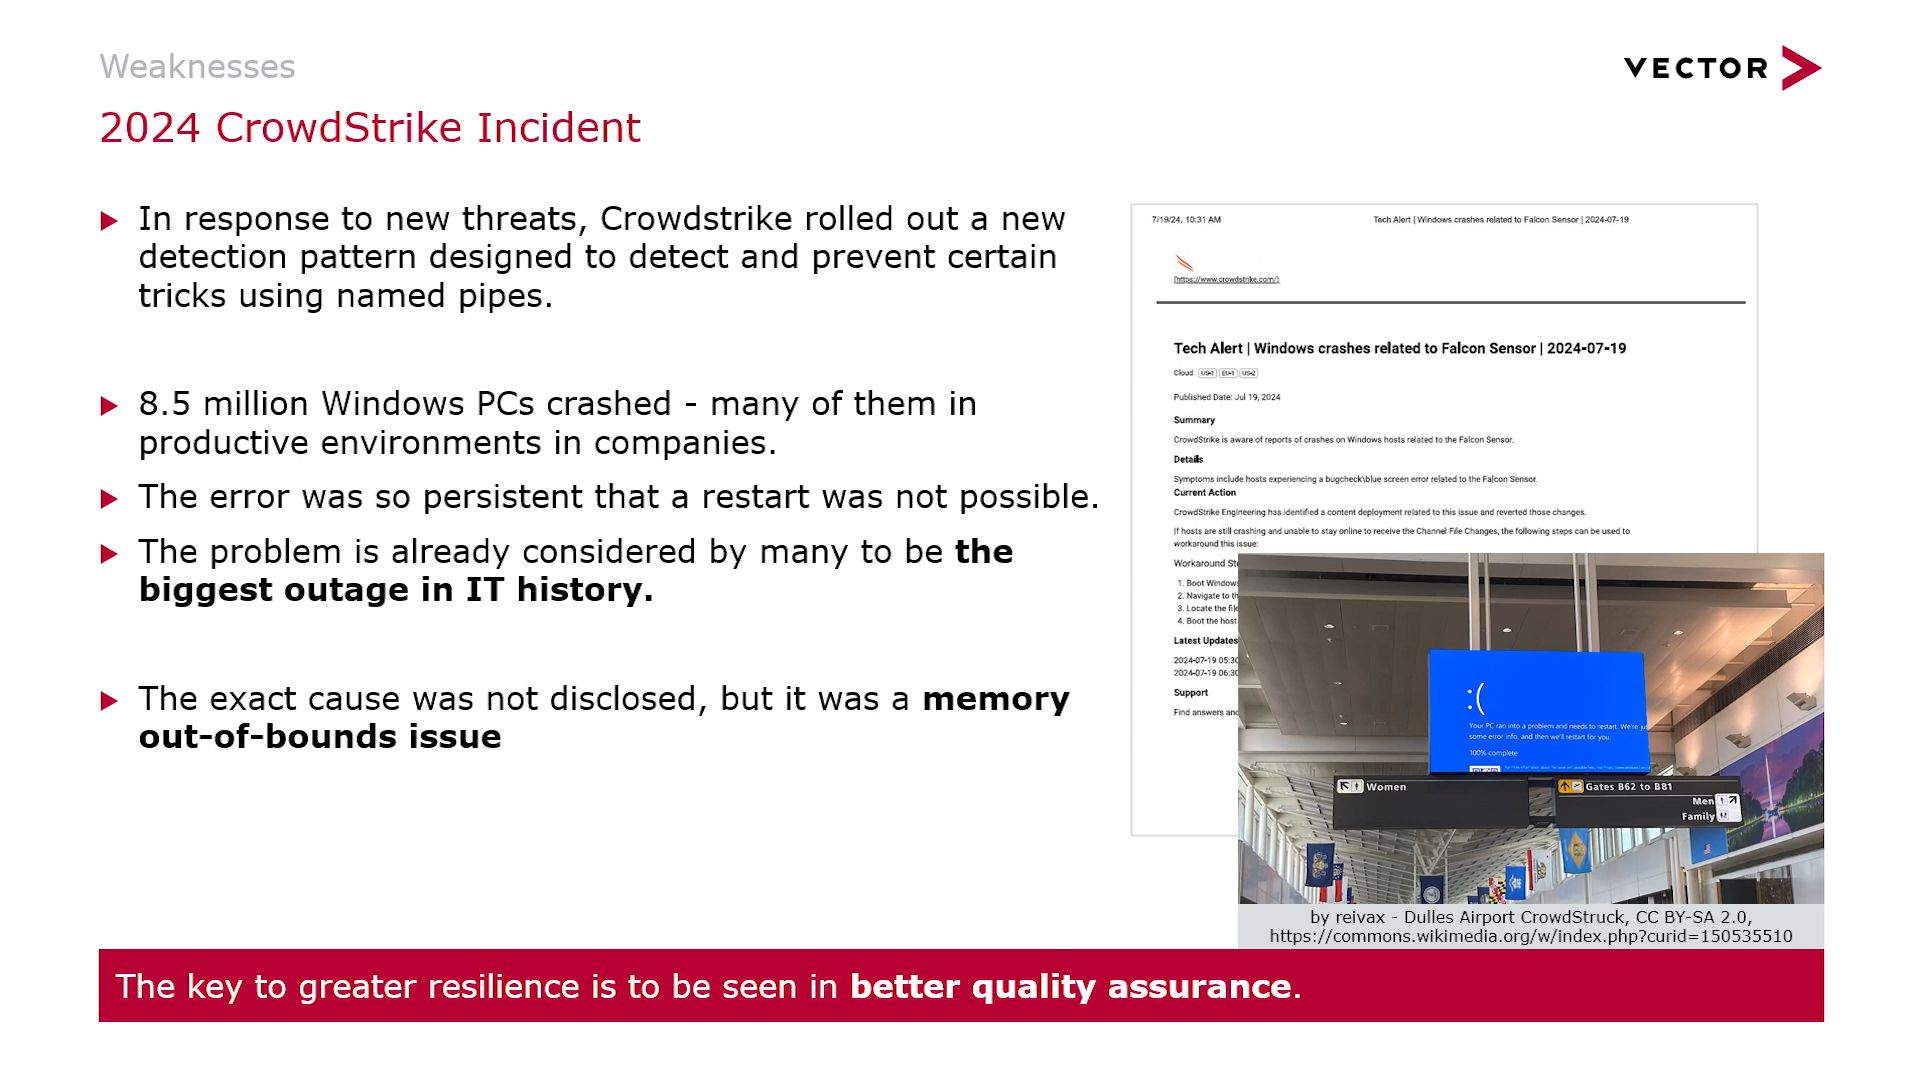 Weaknesses
VECTOR
2024 CrowdStrike Incident
In response to new threats, Crowdstrike rolled out a new
detection pattern designed to detect and prevent certain
tricks using named pipes.
8.5 million Windows PCs crashed - many of them in
productive environments in companies.
The error was so persistent that a restart was not possible.
The problem is already considered by many to be the
biggest outage in IT history.
The exact cause was not disclosed, but it was a memory
out-of-bounds issue
7/19/24, 10:31 AM
Tech Alert | Windows crashes related to Falcon Sensor | 2024-07-19
(https://www.crowdstrike.com/)
Tech Alert | Windows crashes related to Falcon Sensor | 2024-07-19
Cloud: US-1 EU-1 US-2
Published Date: Jul 19, 2024
Summary
CrowdStrike is aware of reports of crashes on Windows hosts related to the Falcon Sensor.
Details
Symptoms include hosts experiencing a bugcheck\blue screen error related to the Falcon Sensor.
Current Action
CrowdStrike Engineering has identified a content deployment related to this issue and reverted those changes.
If hosts are still crashing and unable to stay online to receive the Channel File Changes, the following steps can be used to
workaround this issue:
Workaround
1. Boot Windows
2. Navigate to
3. Locate the
4. Boot the host
Latest Updates
2024-07-19
2024-07-19
Support
Find answers
:(
Your PC ran into a problem and needs to restart. We're
some error info, and then we'll restart for you.
100% complete
Women
Gates B62 to B81
Men
Family
by reivax - Dulles Airport CrowdStruck, CC BY-SA 2.0,
https://commons.wikimedia.org/w/index.php?curid=150535510
The key to greater resilience is to be seen in better quality assurance.